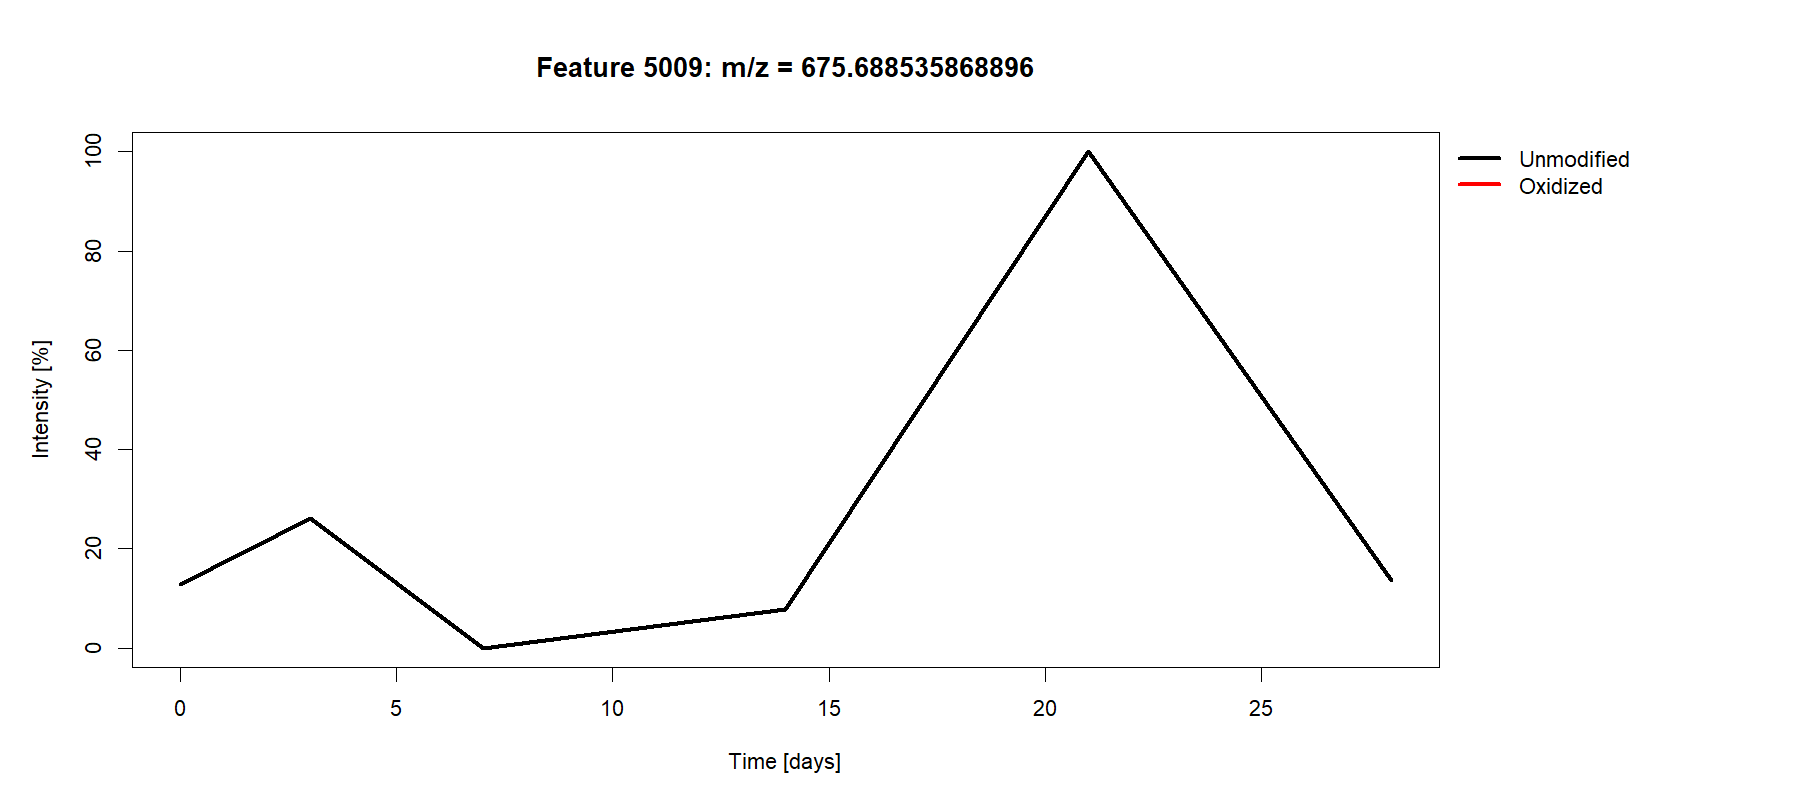 Feature 5009: m/z = 675.688535868896
Unmodified
Oxidized
Intensity [%]
100
80
60
40
20
0
0 5 10 15 20 25
Time [days]